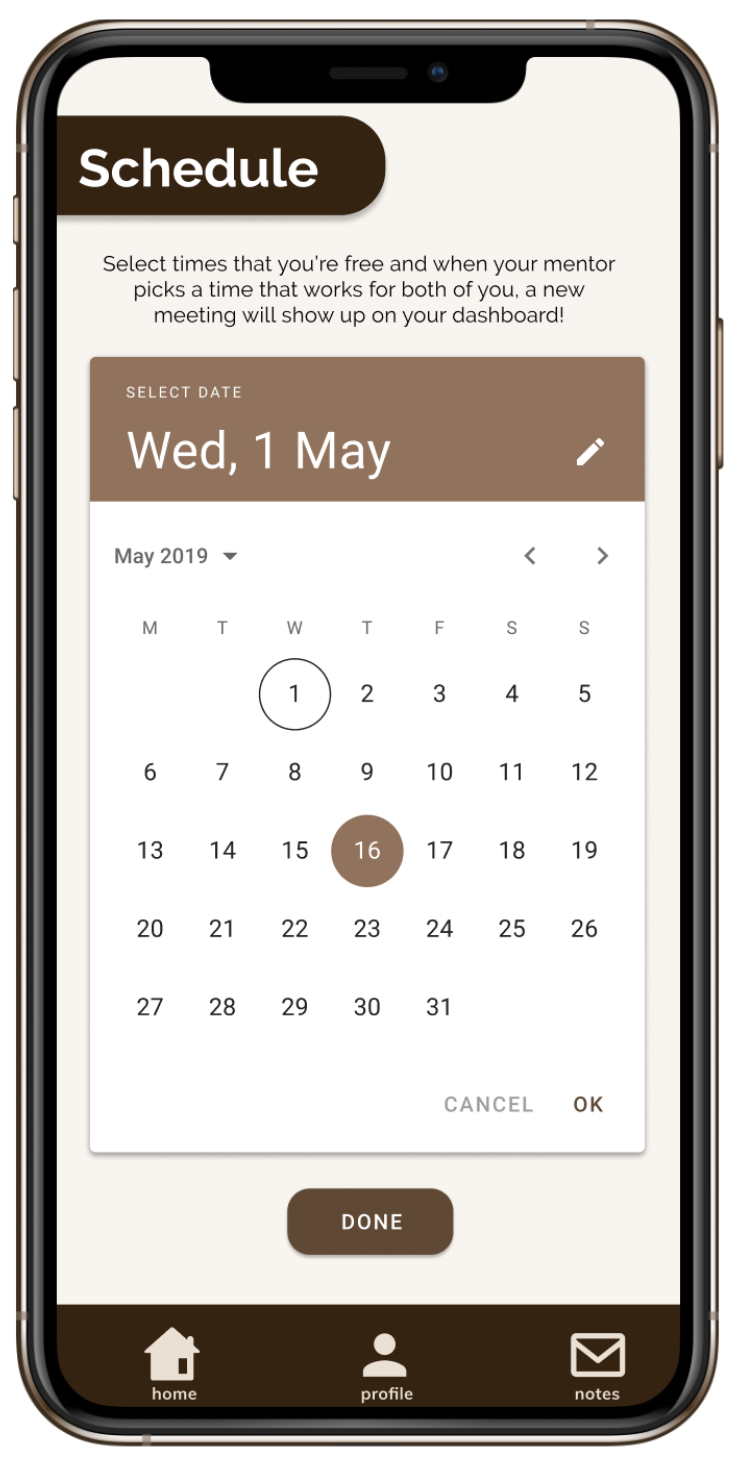 Schedule
Select times that you're free and when your mentor
picks a time that works for both of you, a new
meeting will show up on your dashboard!
SELECT DATE
Wed, 1 May
May 2019
M T W T F S S
1 2 3 4 5
6 7 8 9 10 11 12
13 14 15 16 17 18 19
20 21 22 23 24 25 26
27 28 29 30 31
CANCEL OK
DONE
home profile notes